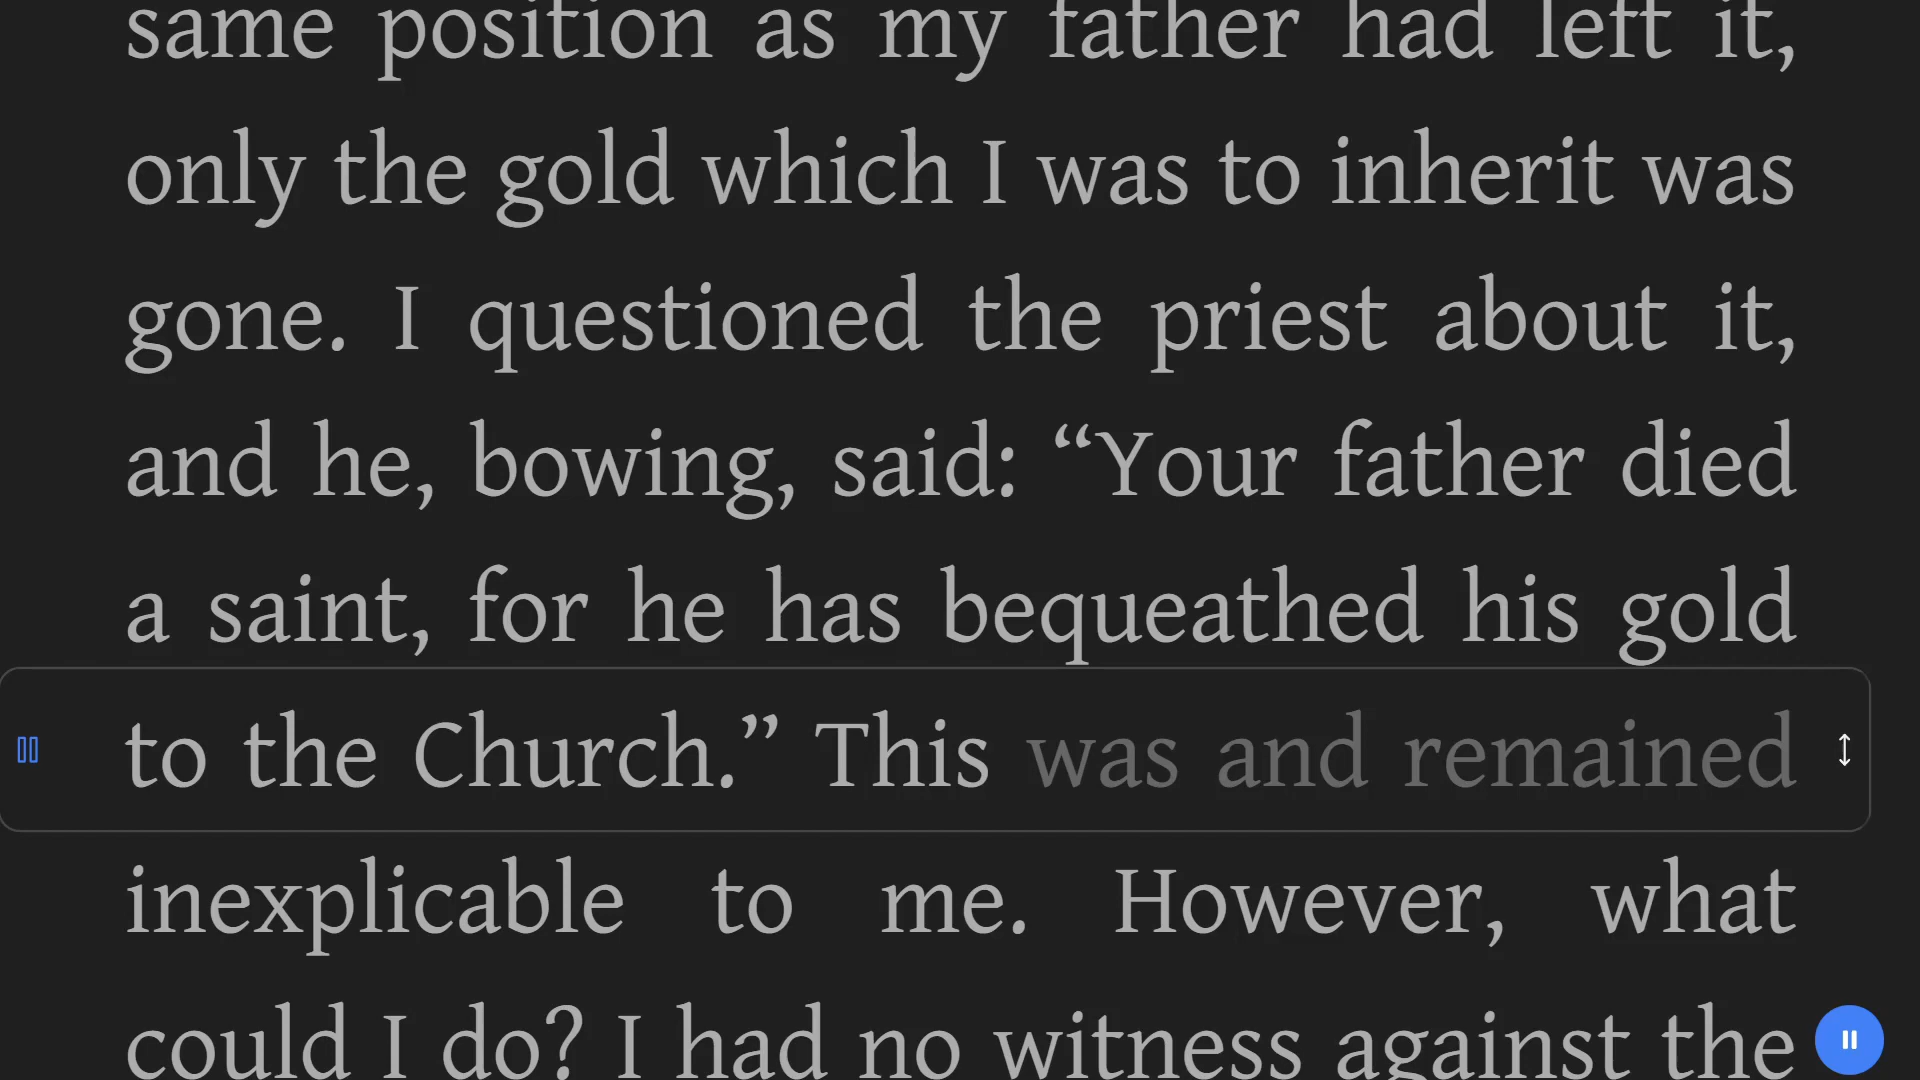 same position as my father had left it,
only the gold which I was to inherit was
gone. I questioned the priest about it,
and he, bowing, said: “Your father died
a saint, for he has bequeathed his gold
to the Church.” This was and remained
inexplicable to me. However, what
could I do? I had no witness against the